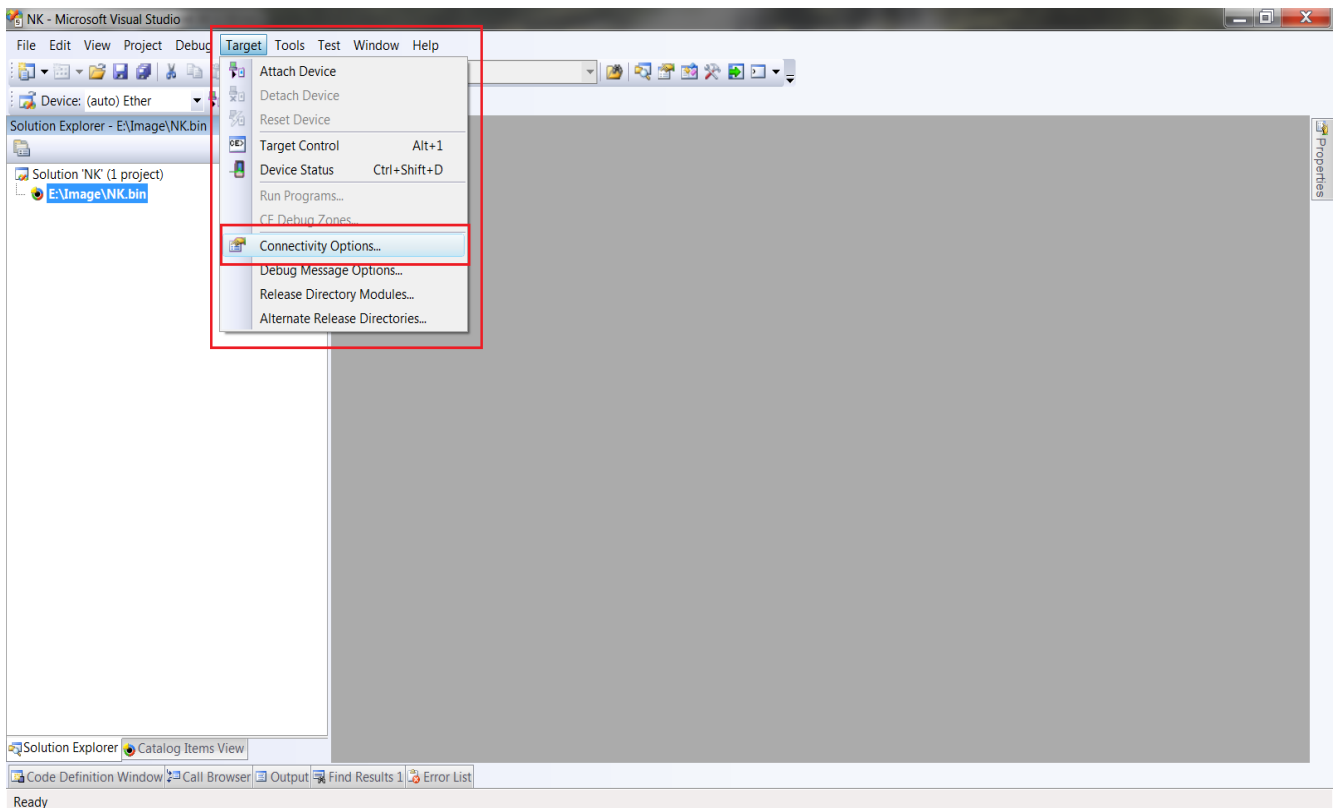 NK - Microsoft Visual Studio
File Edit View Project Debug Target Tools Test Window Help
Device: (auto) Ether
Attach Device
Detach Device
Reset Device
Target Control Alt+1
Device Status Ctrl+Shift+D
Run Programs...
CE Debug Zones...
Connectivity Options...
Debug Message Options...
Release Directory Modules...
Alternate Release Directories...
Solution Explorer - E:\Image\NK.bin
Solution 'NK' (1 project)
E:\Image\NK.bin
Properties
Solution Explorer Catalog Items View
Code Definition Window Call Browser Output Find Results 1 Error List
Ready